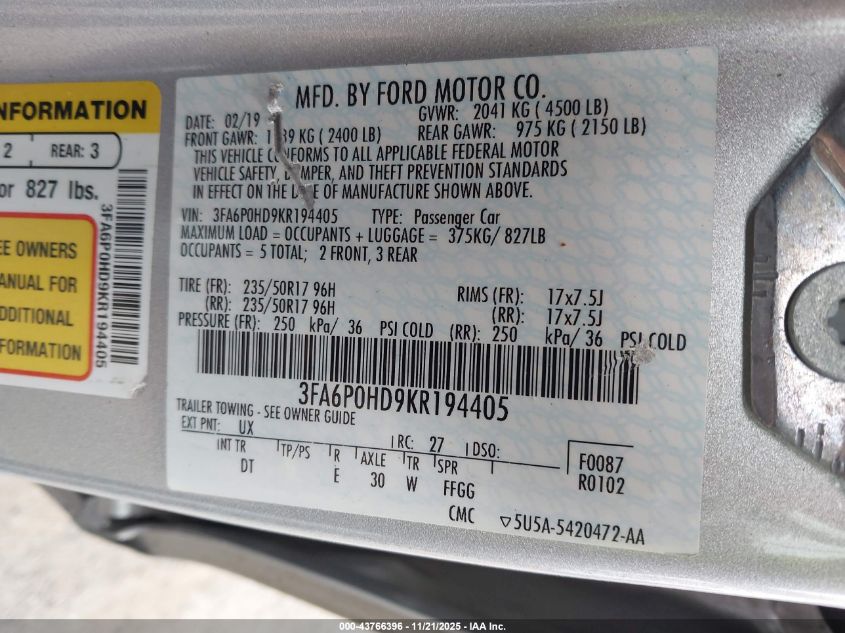 NFORMATION
2 REAR: 3
or 827 lbs.
EE OWNERS
ANUAL FOR
DDITIONAL
FORMATION
3FA6P0HD9KR194405
MFD. BY FORD MOTOR CO.
DATE: 02/19 GVWR: 2041 KG ( 4500 LB)
FRONT GAWR: KG ( 2400 LB) REAR GAWR: 975 KG ( 2150 LB)
THIS VEHICLE CONFORMS TO ALL APPLICABLE FEDERAL MOTOR
VEHICLE SAFETY, BUMPER, AND THEFT PREVENTION STANDARDS
IN EFFECT ON THE DATE OF MANUFACTURE SHOWN ABOVE.
VIN: 3FA6P0HD9KR194405 TYPE: Passenger Car
MAXIMUM LOAD = OCCUPANTS + LUGGAGE = 375KG/ 827LB
OCCUPANTS = 5 TOTAL; 2 FRONT, 3 REAR
TIRE (FR): 235/50R17 96H RIMS (FR): 17x7.5J
(RR): 235/50R17 96H (RR): 17x7.5J
PRESSURE (FR): 250 kPa/ 36 PSI COLD (RR): 250 kPa/ 36 PSI COLD
3FA6P0HD9KR194405
TRAILER TOWING - SEE OWNER GUIDE
EXT PNT: UX RC: 27 DSO: F0087
INT TR TP/PS R AXLE TR SPR R0102
DT E 30 W FFGG
CMC ▽5U5A-5420472-AA
000-43766396 - 11/21/2025 - IAA Inc.